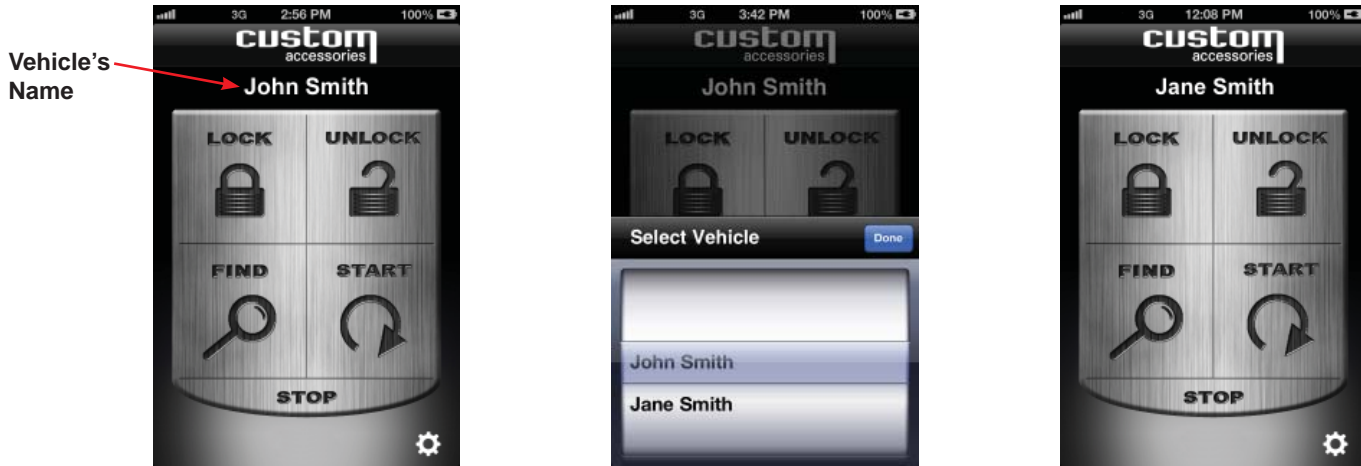 Vehicle's
Name
3G 2:56 PM 100%
custom
accessories
John Smith
LOCK UNLOCK
FIND START
STOP
3G 3:42 PM 100%
custom
accessories
John Smith
LOCK UNLOCK
Select Vehicle Done
John Smith
Jane Smith
3G 12:08 PM 100%
custom
accessories
Jane Smith
LOCK UNLOCK
FIND START
STOP